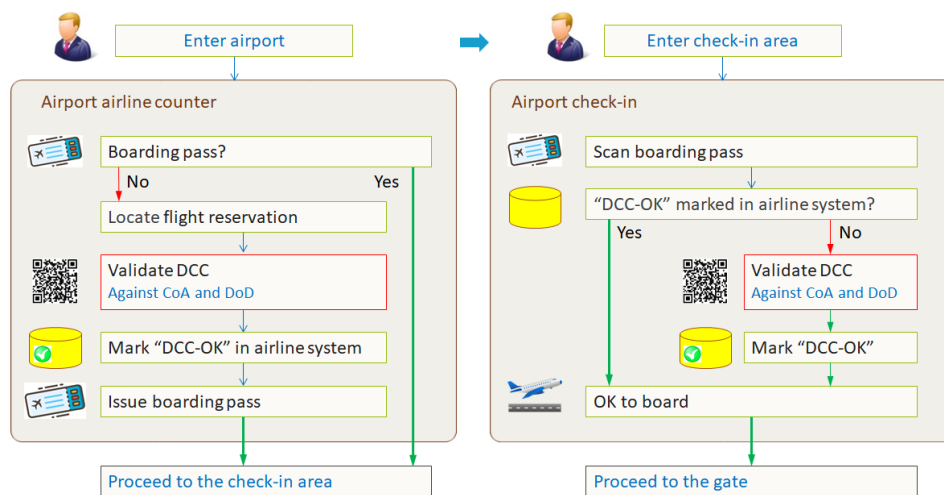 Enter airport
Airport airline counter
Boarding pass?
No
Yes
Locate flight reservation
Validate DCC
Against CoA and DoD
Mark “DCC-OK” in airline system
Issue boarding pass
Proceed to the check-in area
Enter check-in area
Airport check-in
Scan boarding pass
“DCC-OK” marked in airline system?
Yes
No
Validate DCC
Against CoA and DoD
Mark “DCC-OK”
OK to board
Proceed to the gate